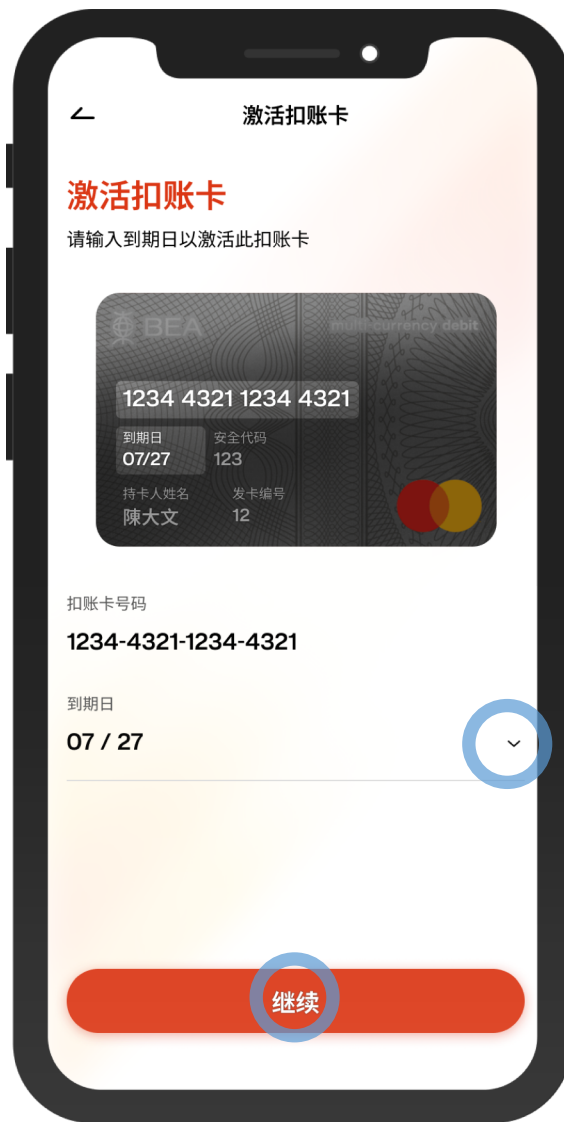 激活扣账卡
激活扣账卡
请输入到期日以激活此扣账卡
BEA
multi-currency debit
1234 4321 1234 4321
到期日 安全代码
07/27 123
持卡人姓名 发卡编号
陳大文 12
扣账卡号码
1234-4321-1234-4321
到期日
07 / 27
继续